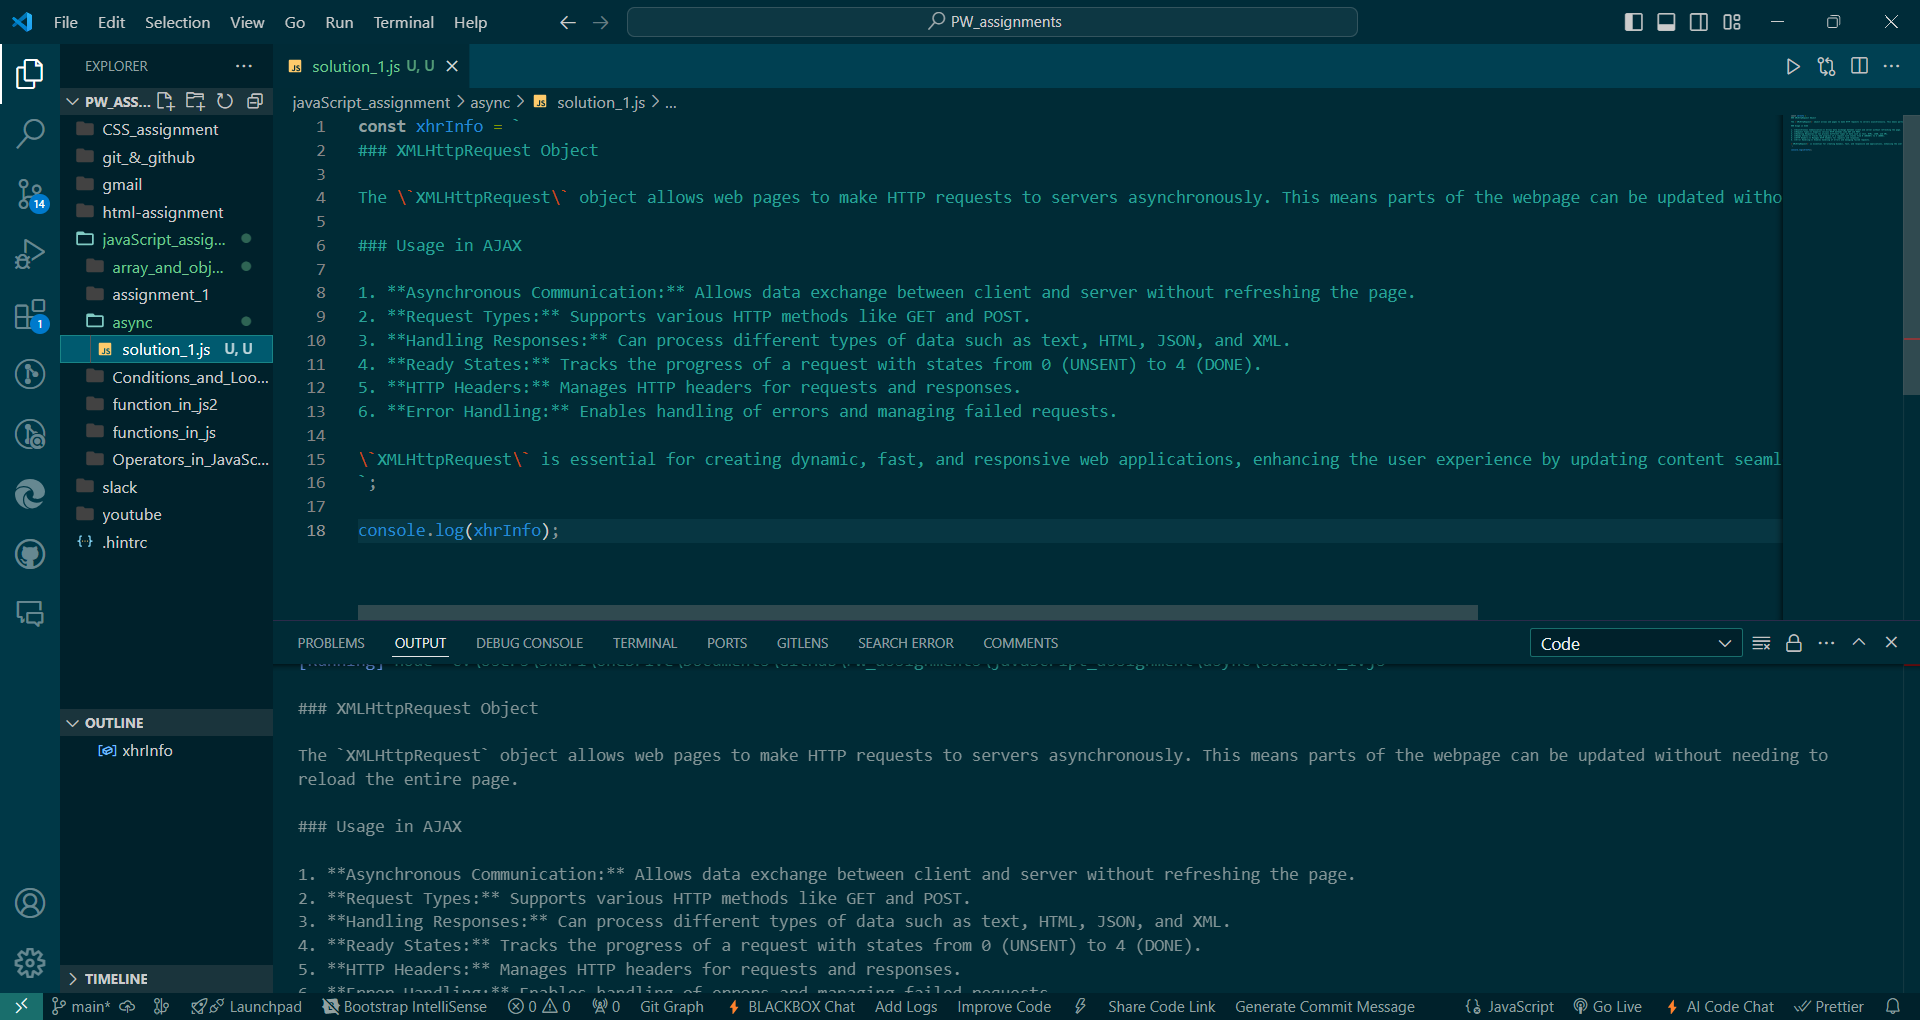 File Edit Selection View Go Run Terminal Help
PW_assignments
EXPLORER
PW_ASS...
CSS_assignment
git_&_github
gmail
html-assignment
javaScript_assig...
array_and_obj...
assignment_1
async
solution_1.js U, U
Conditions_and_Loo...
function_in_js2
functions_in_js
Operators_in_JavaSc...
slack
youtube
.hintrc
14
1
OUTLINE
xhrInfo
TIMELINE
JS solution_1.js U, U
javaScript_assignment > async > JS solution_1.js > ...
1 const xhrInfo = `
2 ### XMLHttpRequest Object
3
4 The \`XMLHttpRequest\` object allows web pages to make HTTP requests to servers asynchronously. This means parts of the webpage can be updated witho
5
6 ### Usage in AJAX
7
8 1. **Asynchronous Communication:** Allows data exchange between client and server without refreshing the page.
9 2. **Request Types:** Supports various HTTP methods like GET and POST.
10 3. **Handling Responses:** Can process different types of data such as text, HTML, JSON, and XML.
11 4. **Ready States:** Tracks the progress of a request with states from 0 (UNSENT) to 4 (DONE).
12 5. **HTTP Headers:** Manages HTTP headers for requests and responses.
13 6. **Error Handling:** Enables handling of errors and managing failed requests.
14
15 \`XMLHttpRequest\` is essential for creating dynamic, fast, and responsive web applications, enhancing the user experience by updating content seaml
16 `;
17
18 console.log(xhrInfo);
PROBLEMS OUTPUT DEBUG CONSOLE TERMINAL PORTS GITLENS SEARCH ERROR COMMENTS
Code
### XMLHttpRequest Object
The `XMLHttpRequest` object allows web pages to make HTTP requests to servers asynchronously. This means parts of the webpage can be updated without needing to
reload the entire page.
### Usage in AJAX
1. **Asynchronous Communication:** Allows data exchange between client and server without refreshing the page.
2. **Request Types:** Supports various HTTP methods like GET and POST.
3. **Handling Responses:** Can process different types of data such as text, HTML, JSON, and XML.
4. **Ready States:** Tracks the progress of a request with states from 0 (UNSENT) to 4 (DONE).
5. **HTTP Headers:** Manages HTTP headers for requests and responses.
6. **Error Handling:** Enables handling of errors and managing failed requests.
main* Launchpad Bootstrap IntelliSense 0 0 0 Git Graph BLACKBOX Chat Add Logs Improve Code Share Code Link Generate Commit Message {} JavaScript Go Live AI Code Chat Prettier